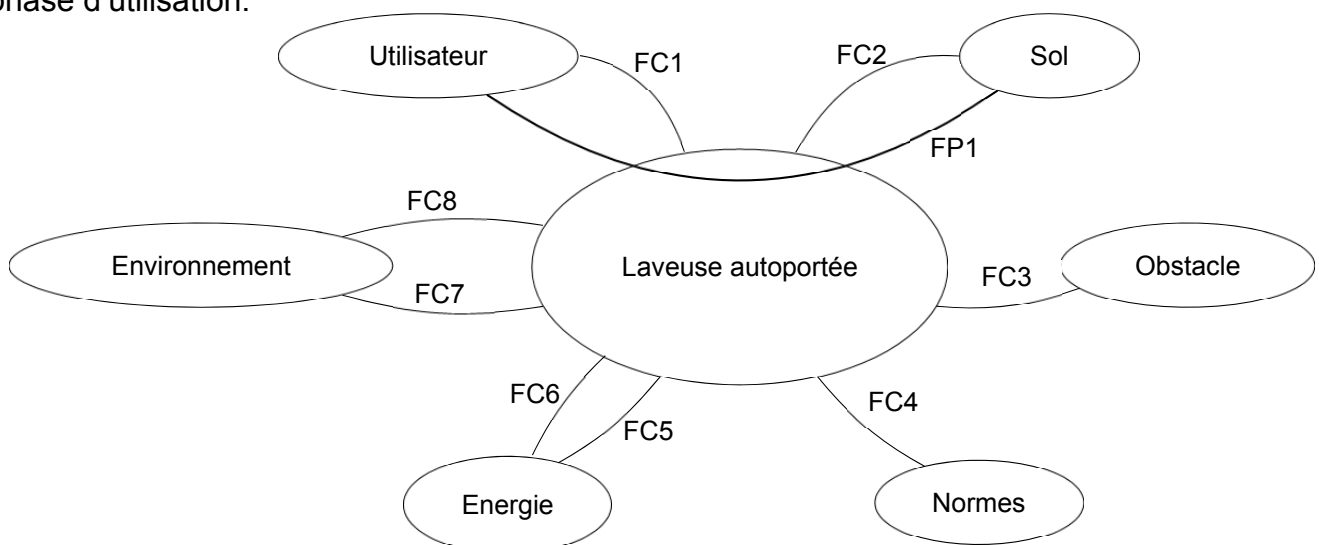 phase d'utilisation.
Utilisateur
FC1
FC2
Sol
FP1
FC8
Environnement
Laveuse autoportée
FC3
Obstacle
FC7
FC6
FC5
FC4
Energie
Normes